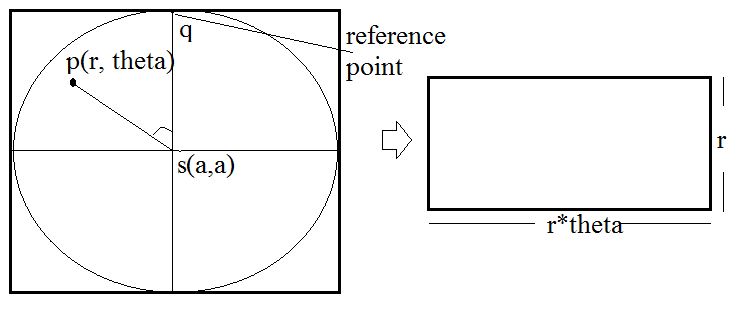 q
reference
point
p(r, theta)
s(a,a)
r
r*theta